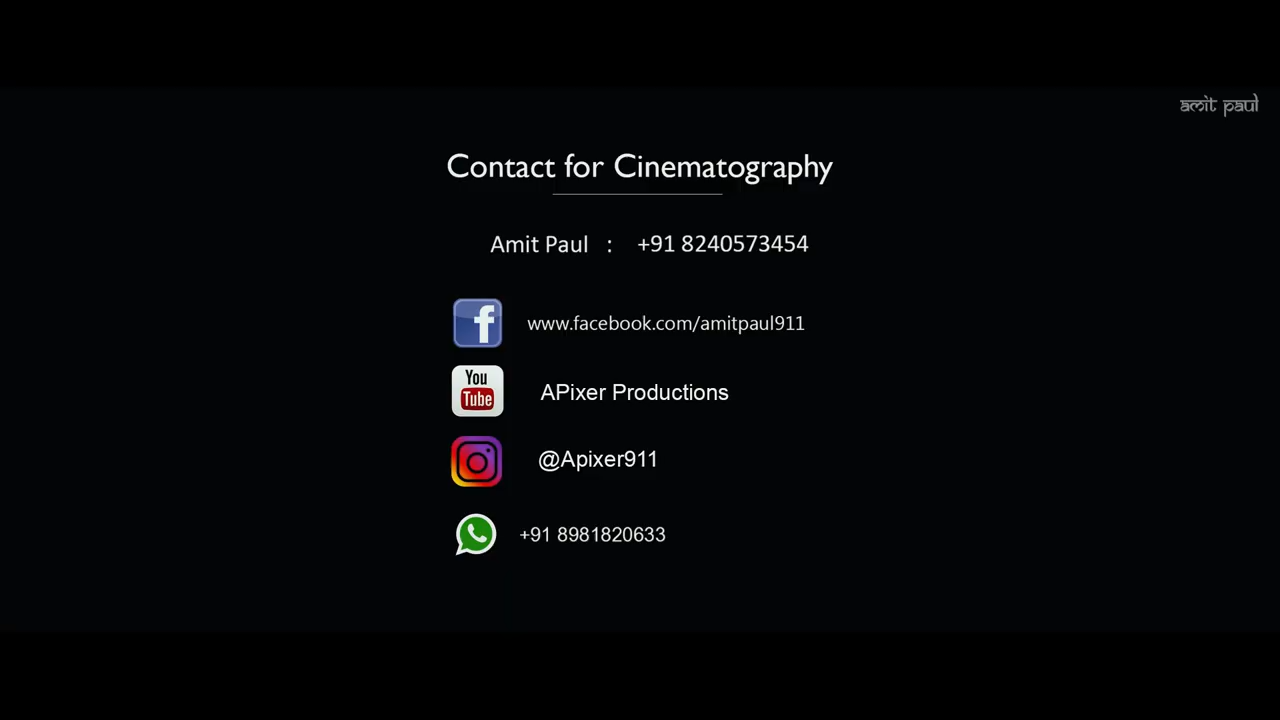 amit paul
Contact for Cinematography
Amit Paul : +91 8240573454
f www.facebook.com/amitpaul911
You
Tube
APixer Productions
@Apixer911
+91 8981820633